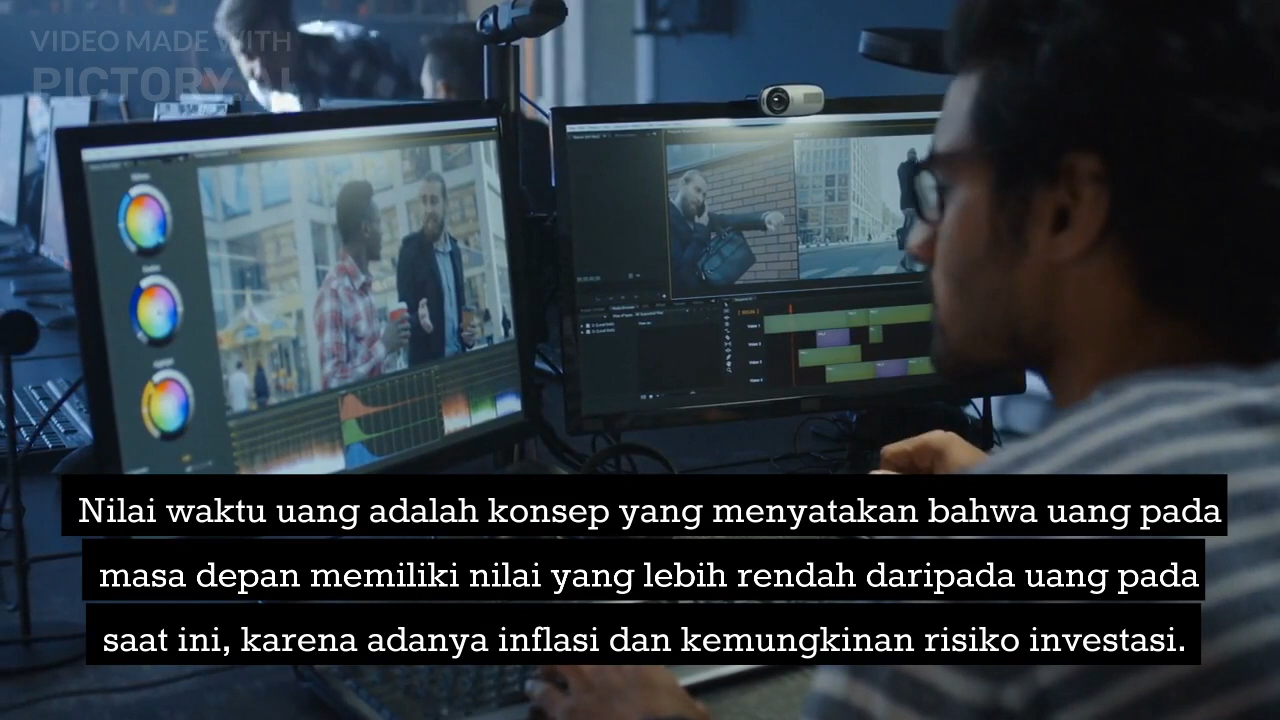 VIDEO MADE WITH
PICTORY.AI
Nilai waktu uang adalah konsep yang menyatakan bahwa uang pada
masa depan memiliki nilai yang lebih rendah daripada uang pada
saat ini, karena adanya inflasi dan kemungkinan risiko investasi.